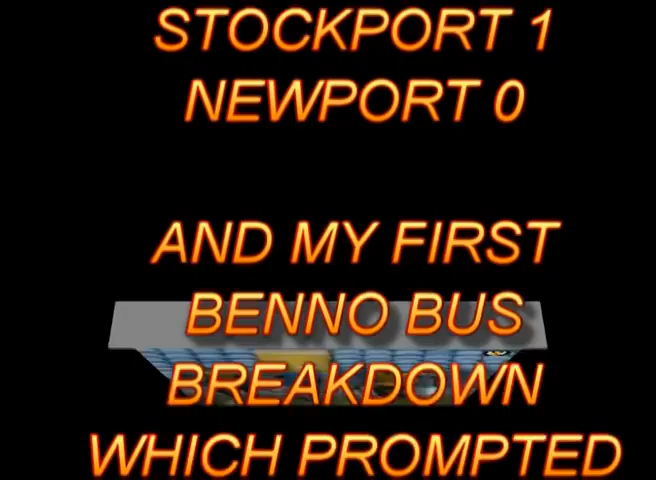 STOCKPORT 1
NEWPORT 0
AND MY FIRST
BENNO BUS
BREAKDOWN
WHICH PROMPTED